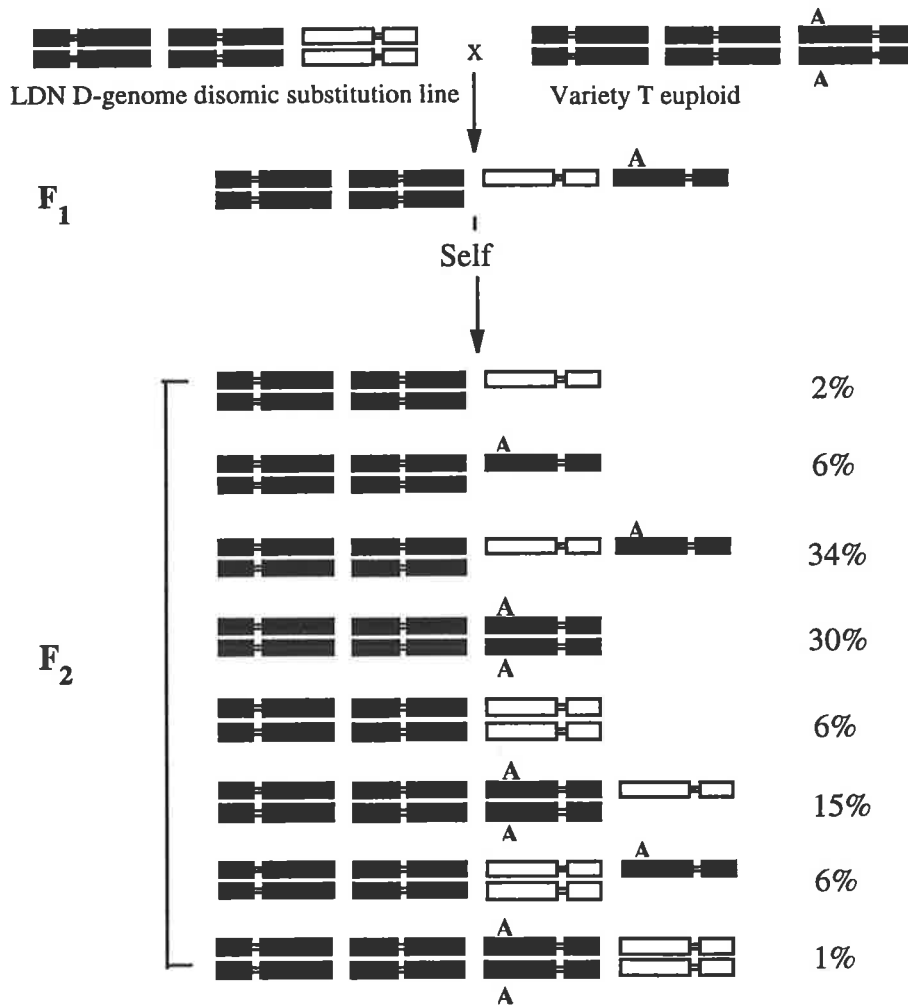 A
x
LDN D-genome disomic substitution line
Variety T euploid
A
A
F1
Self
2%
A
6%
A
34%
A
30%
F2
A
6%
A
15%
A
A
6%
A
1%
A